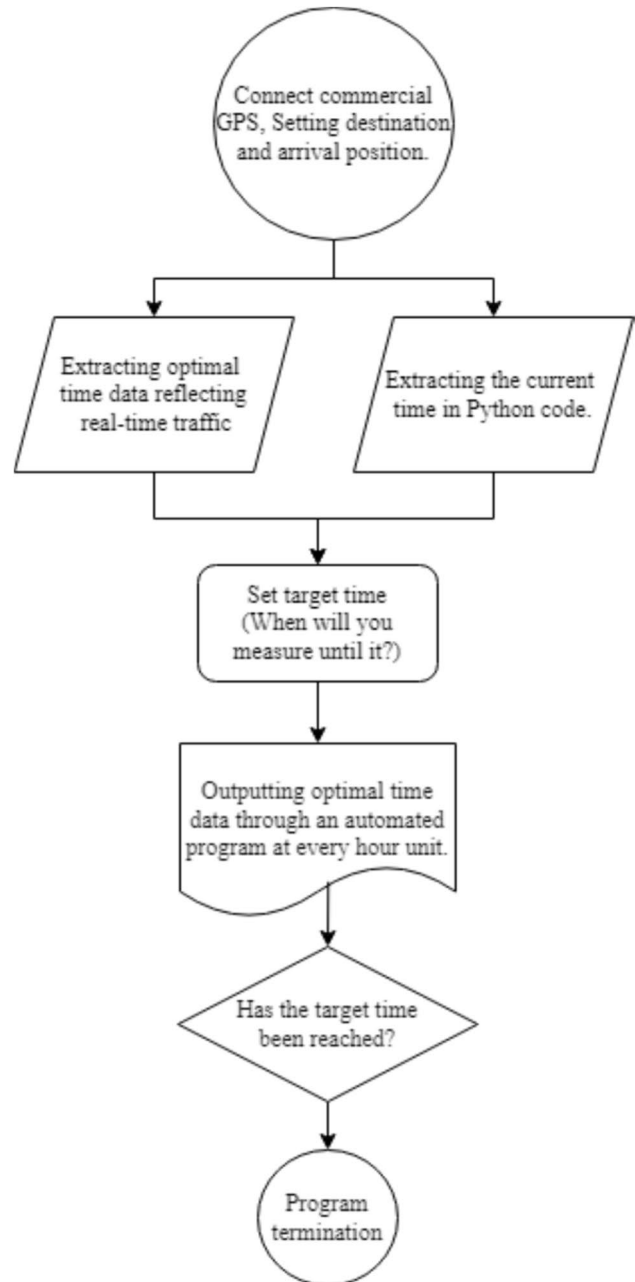 Connect commercial
GPS, Setting destination
and arrival position.
Extracting optimal
time data reflecting
real-time traffic
Extracting the current
time in Python code.
Set target time
(When will you
measure until it?)
Outputting optimal time
data through an automated
program at every hour unit.
Has the target time
been reached?
Program
termination